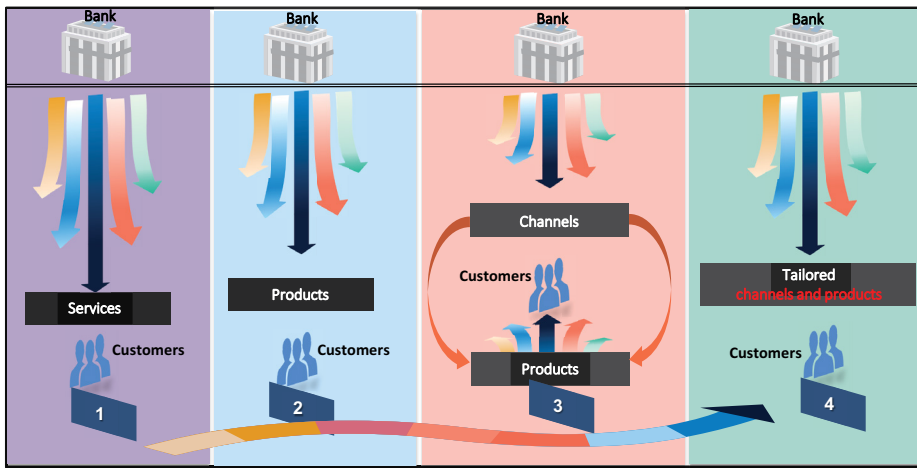 Bank
Services
Customers
1
Bank
Products
Customers
2
Bank
Channels
Customers
Products
3
Bank
Tailored
channels and products
Customers
4